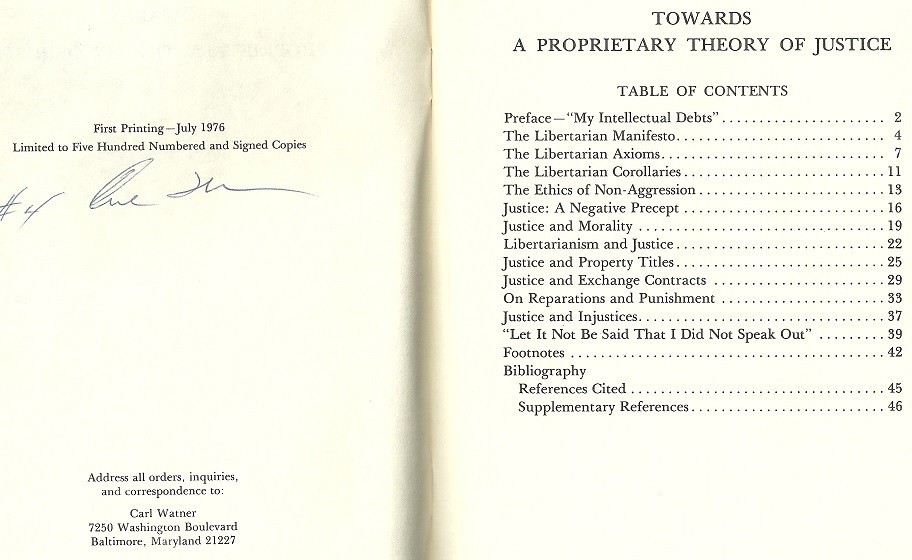 First Printing—July 1976
Limited to Five Hundred Numbered and Signed Copies
#4
Address all orders, inquiries,
and correspondence to:
Carl Watner
7250 Washington Boulevard
Baltimore, Maryland 21227
TOWARDS
A PROPRIETARY THEORY OF JUSTICE
TABLE OF CONTENTS
Preface—"My Intellectual Debts" . . . . . . . . . . . . . . . . . . . . . . . 2
The Libertarian Manifesto. . . . . . . . . . . . . . . . . . . . . . . . . . . . . 4
The Libertarian Axioms. . . . . . . . . . . . . . . . . . . . . . . . . . . . . . . 7
The Libertarian Corollaries . . . . . . . . . . . . . . . . . . . . . . . . . . . . 11
The Ethics of Non-Aggression . . . . . . . . . . . . . . . . . . . . . . . . . . 13
Justice: A Negative Precept . . . . . . . . . . . . . . . . . . . . . . . . . . . . 16
Justice and Morality . . . . . . . . . . . . . . . . . . . . . . . . . . . . . . . . . . 19
Libertarianism and Justice . . . . . . . . . . . . . . . . . . . . . . . . . . . . . 22
Justice and Property Titles. . . . . . . . . . . . . . . . . . . . . . . . . . . . . 25
Justice and Exchange Contracts . . . . . . . . . . . . . . . . . . . . . . . . 29
On Reparations and Punishment . . . . . . . . . . . . . . . . . . . . . . . 33
Justice and Injustices. . . . . . . . . . . . . . . . . . . . . . . . . . . . . . . . . . 37
"Let It Not Be Said That I Did Not Speak Out" . . . . . . . . . 39
Footnotes . . . . . . . . . . . . . . . . . . . . . . . . . . . . . . . . . . . . . . . . . . . 42
Bibliography
References Cited . . . . . . . . . . . . . . . . . . . . . . . . . . . . . . . . . . . 45
Supplementary References. . . . . . . . . . . . . . . . . . . . . . . . . . . 46